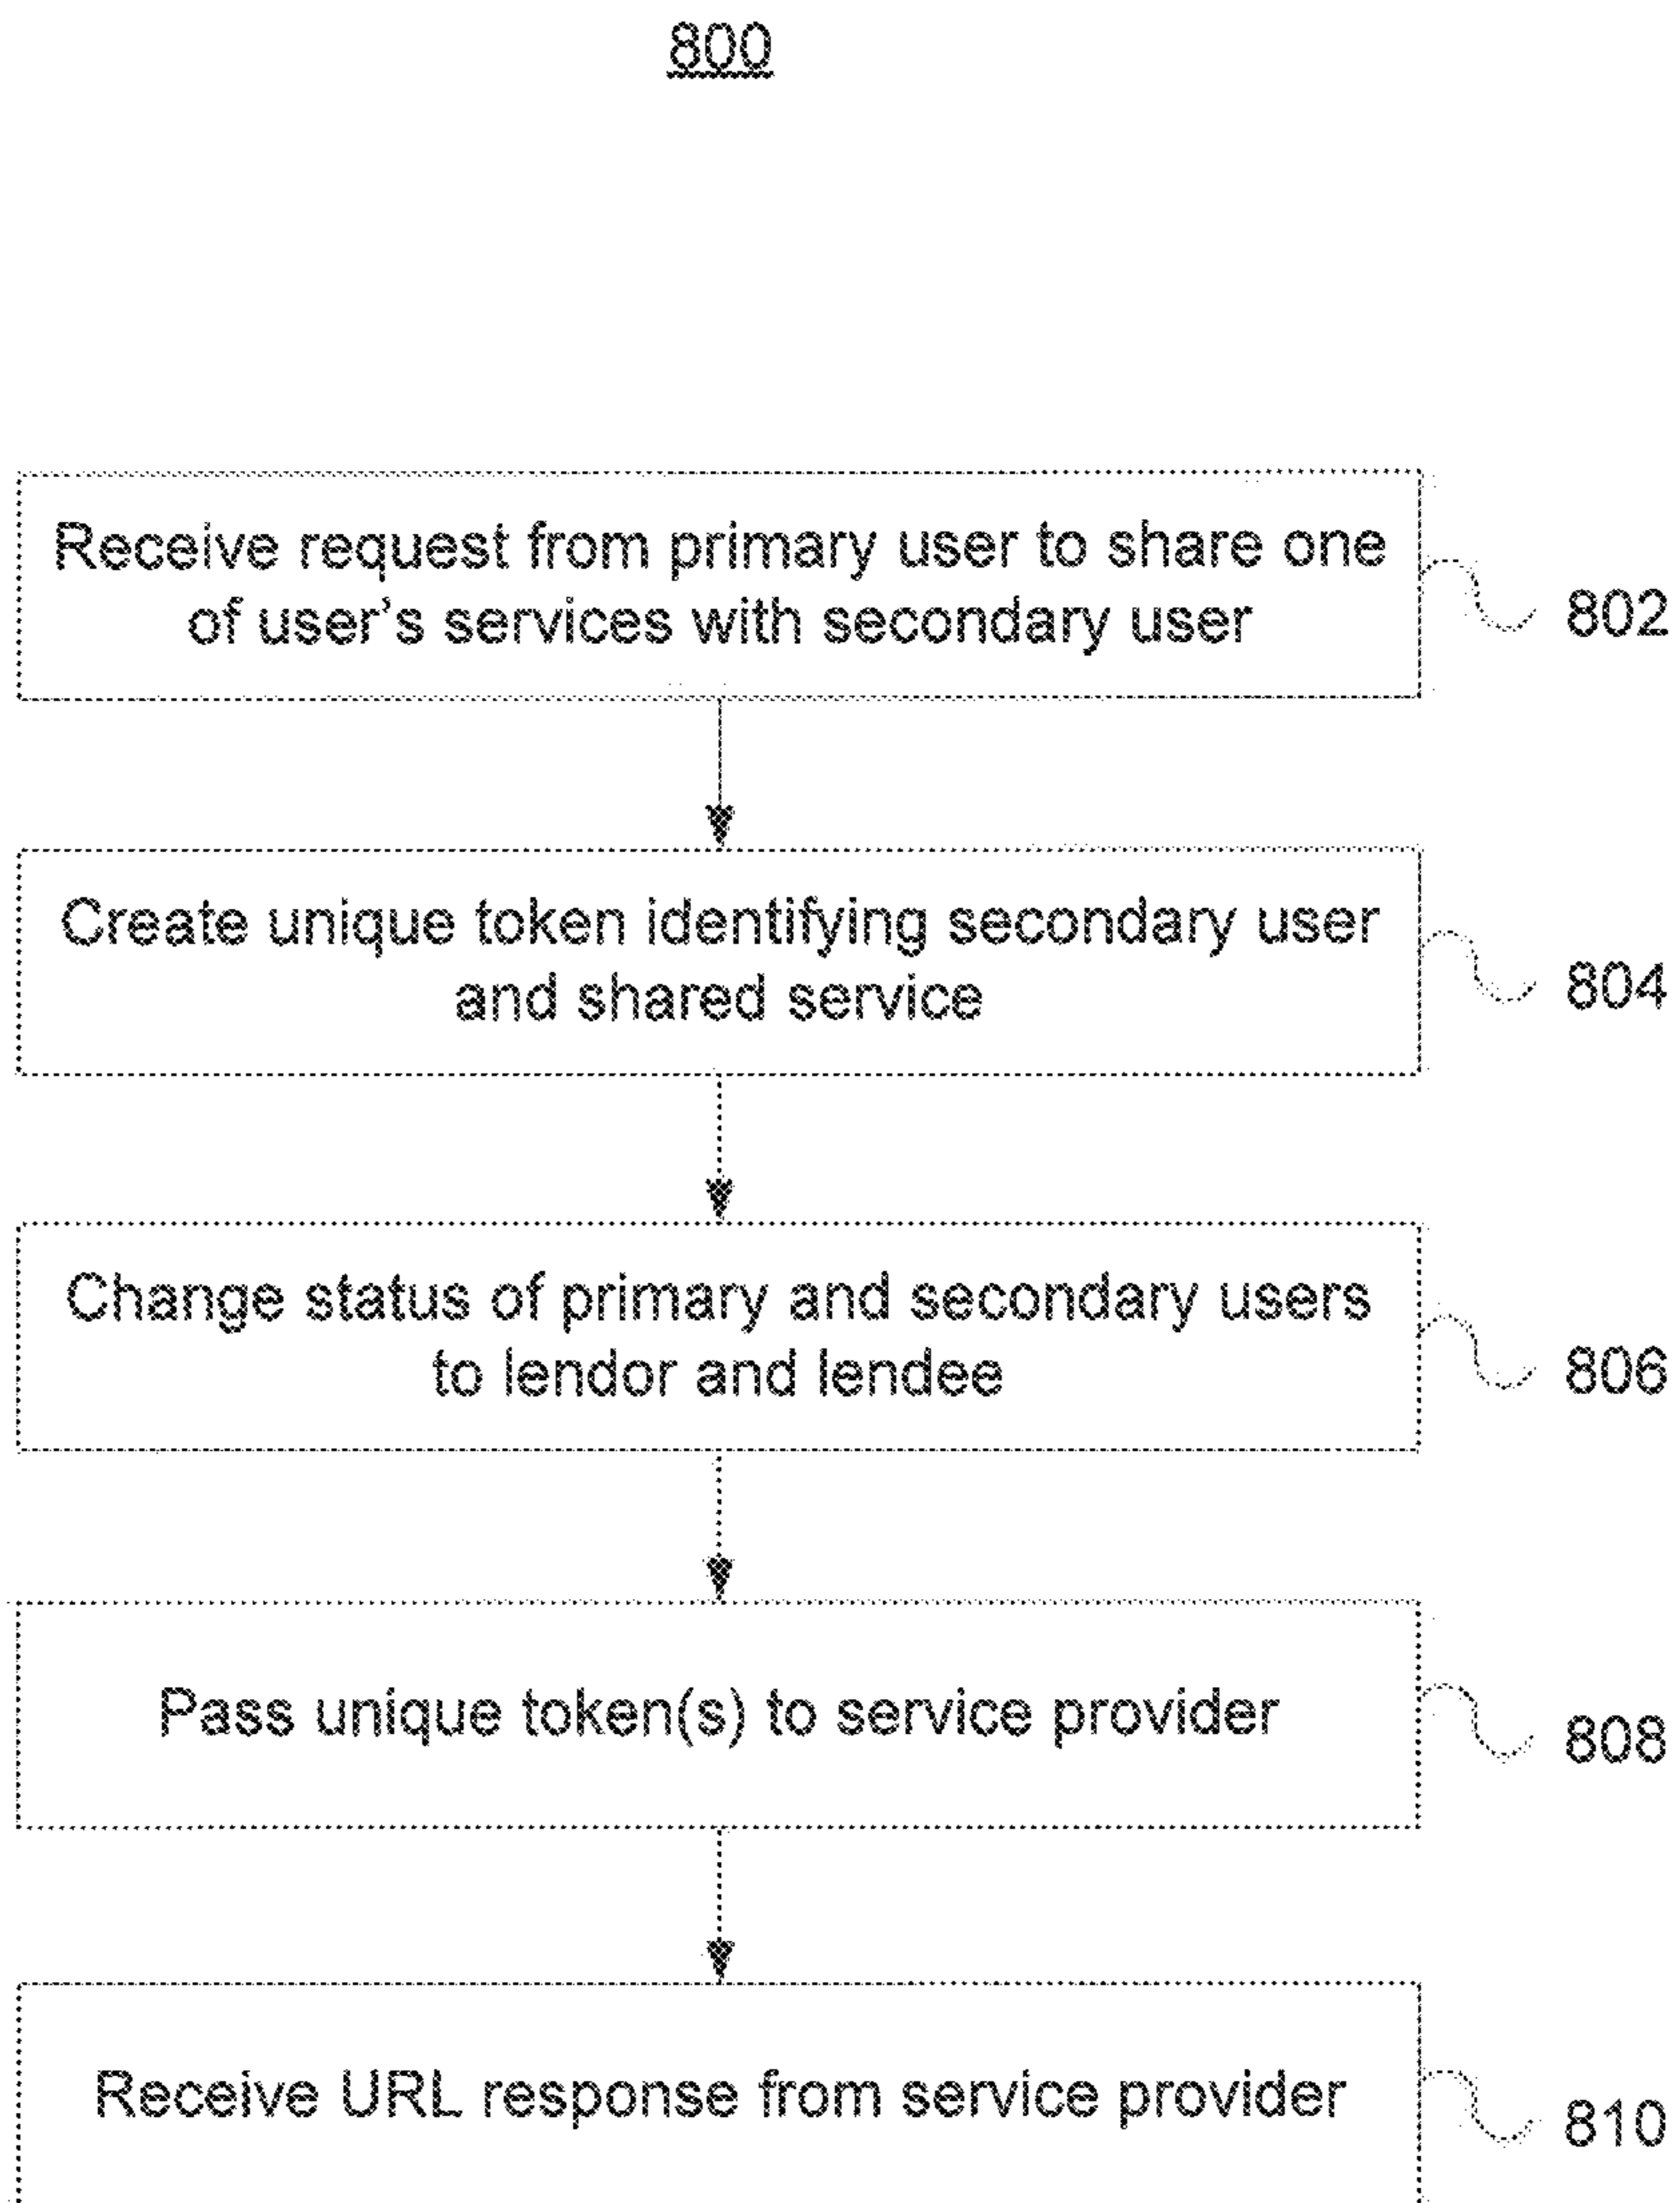 800
Receive request from primary user to share one
of user's services with secondary user
802
Create unique token identifying secondary user
and shared service
804
Change status of primary and secondary users
to lendor and lendee
806
Pass unique token(s) to service provider
808
Receive URL response from service provider
810